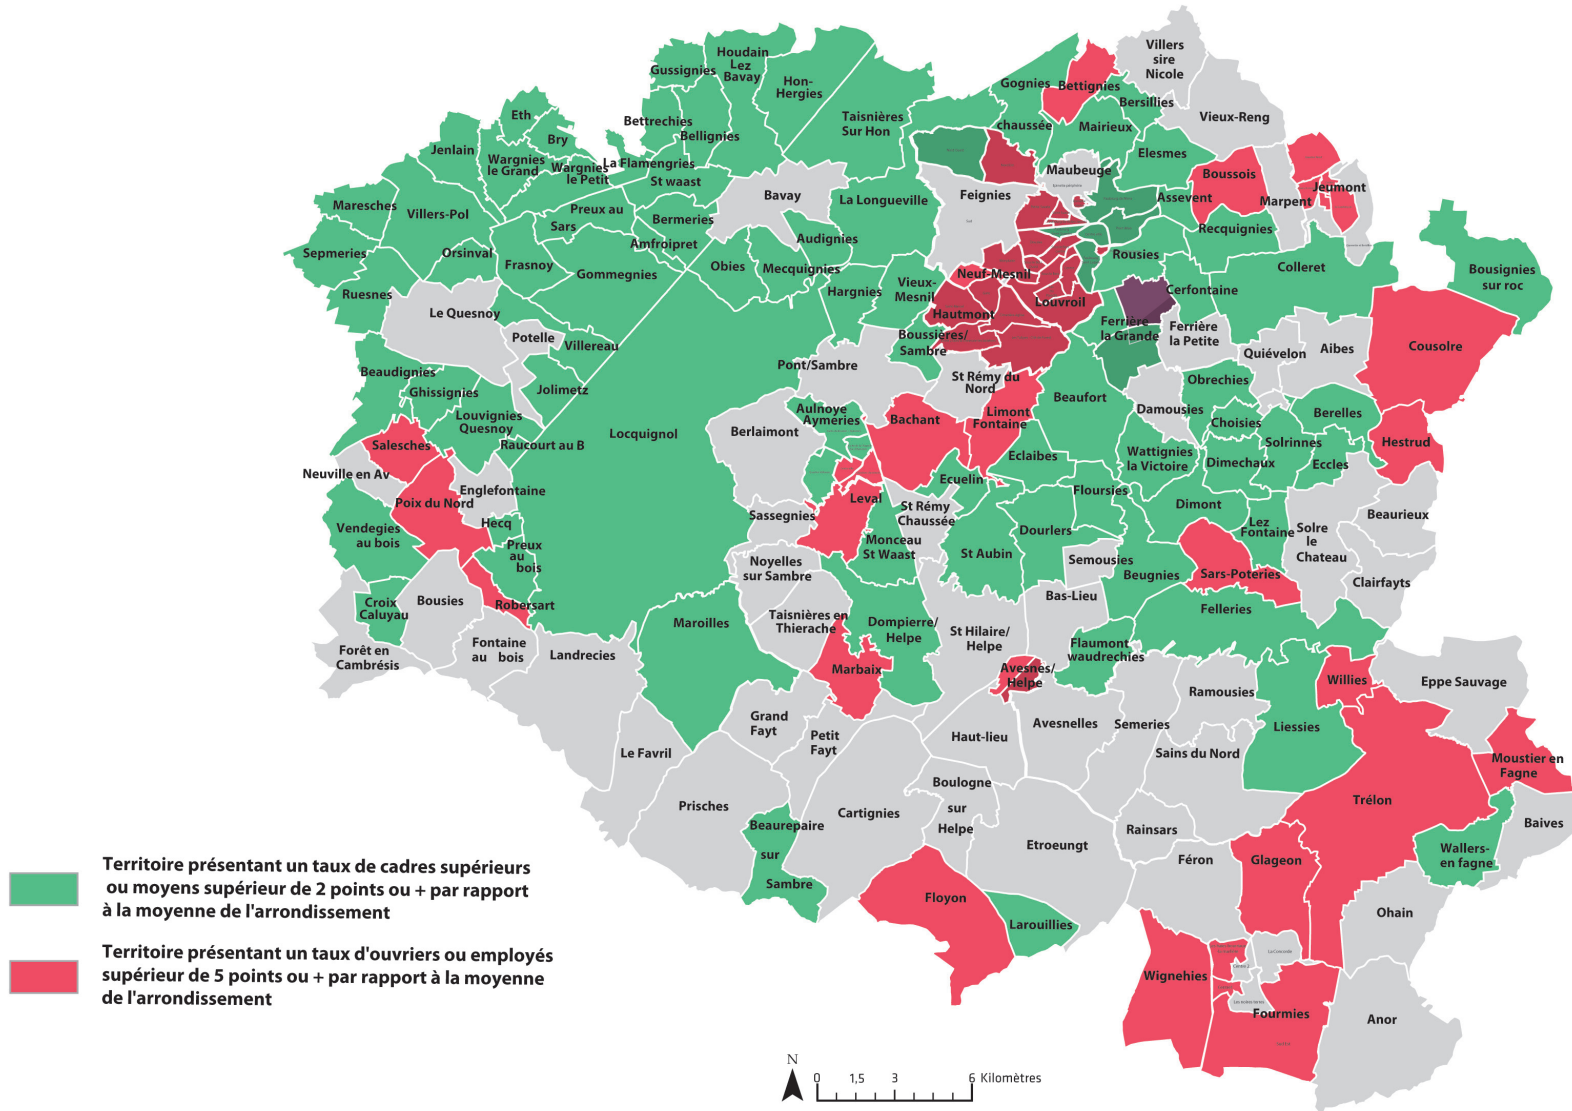 Villers
sire
Nicole
Houdain
Lez
Bavay
Gussignies
Hon-
Hergies
Gognies
chaussée
Bettignies
Bersillies
Vieux-Reng
Eth
Bry
Bettrechies
Bellignies
Taisnières
Sur Hon
Mairieux
Elesmes
Jenlain
Wargnies
le Grand
Wargnies
le Petit
La Flamengries
St waast
Maubeuge
Boussois
Jeumont
Marpent
Assevent
Bavay
La Longueville
Feignies
Maresches
Villers-Pol
Preux au
Sars
Bermeries
Amfroipret
Audignies
Recquignies
Sepmeries
Orsinval
Frasnoy
Gommegnies
Obies
Mecquignies
Rousies
Colleret
Bousignies
sur roc
Ruesnes
Hargnies
Vieux-
Mesnil
Neuf-Mesnil
Louvroil
Cerfontaine
Le Quesnoy
Hautmont
Ferrière
la Grande
Ferrière
la Petite
Potelle
Villereau
Boussières/
Sambre
Quiévelon
Aibes
Cousolre
Pont/Sambre
St Rémy du
Nord
Beaudignies
Ghissignies
Jolimetz
Obrechies
Beaufort
Damousies
Louvignies
Quesnoy
Aulnoye
Aymeries
Bachant
Limont
Fontaine
Choisies
Berelles
Salesches
Raucourt au B
Locquignol
Berlaimont
Solrinnes
Hestrud
Neuville en Av
Eclaibes
Wattignies
la Victoire
Dimechaux
Eccles
Englefontaine
Poix du Nord
Leval
Ecuelin
Floursies
Vendegies
au bois
Hecq
Sassegnies
St Rémy
Chaussée
Dimont
Lez
Fontaine
Solre
le
Chateau
Beaurieux
Preux
au
bois
Monceau
St Waast
St Aubin
Dourlers
Noyelles
sur Sambre
Semousies
Beugnies
Sars-Poteries
Clairfayts
Croix
Caluyau
Bousies
Robersart
Bas-Lieu
Felleries
Maroilles
Taisnières en
Thierache
Dompierre/
Helpe
St Hilaire/
Helpe
Flaumont
waudrechies
Forêt en
Cambrésis
Fontaine
au bois
Landrecies
Marbaix
Avesnes/
Helpe
Willies
Eppe Sauvage
Ramousies
Grand
Fayt
Petit
Fayt
Haut-lieu
Avesnelles
Semeries
Liessies
Le Favril
Sains du Nord
Moustier en
Fagne
Prisches
Cartignies
Boulogne
sur
Helpe
Trélon
Beaurepaire
sur
Sambre
Etroeungt
Rainsars
Baives
Féron
Glageon
Wallers-
en fagne
Floyon
Larouillies
Ohain
Wignehies
Fourmies
Anor
Territoire présentant un taux de cadres supérieurs
ou moyens supérieur de 2 points ou + par rapport
à la moyenne de l'arrondissement
Territoire présentant un taux d'ouvriers ou employés
supérieur de 5 points ou + par rapport à la moyenne
de l'arrondissement
N
0 1,5 3 6 Kilomètres